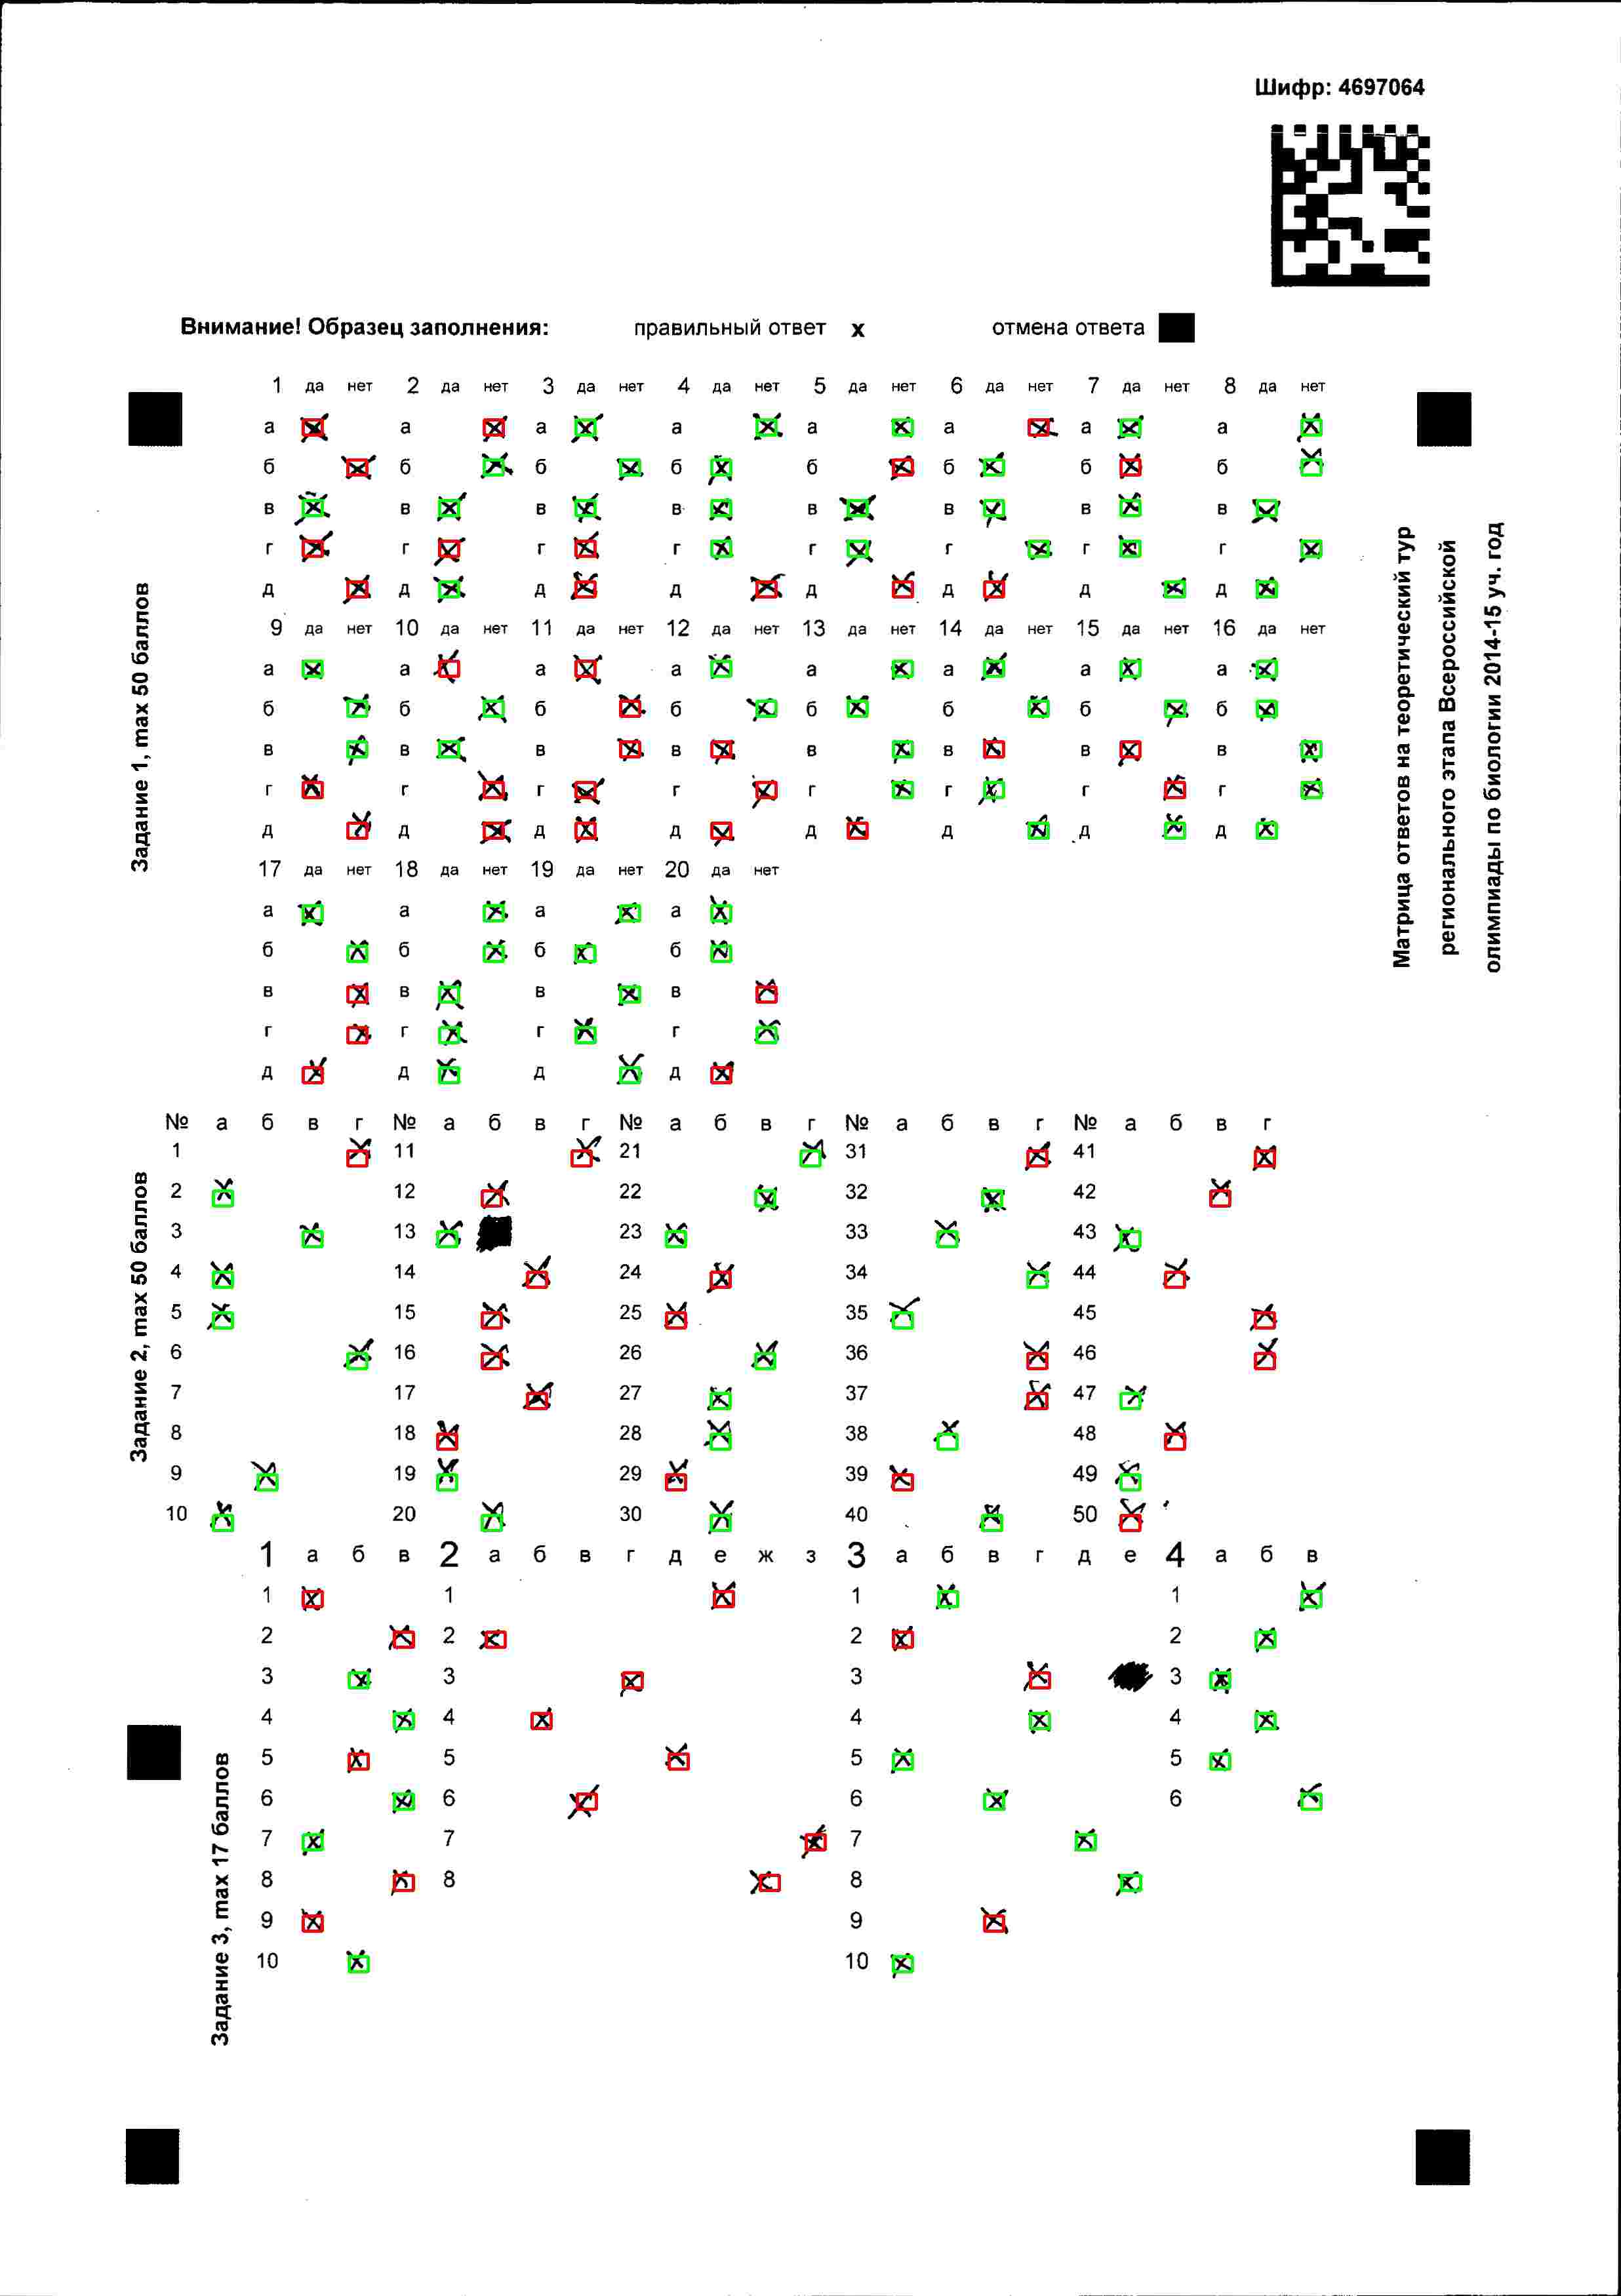 Шифр: 4697064
Внимание! Образец заполнения: правильный ответ х отмена ответа
1 да нет 2 да нет 3 да нет 4 да нет 5 да нет 6 да нет 7 да нет 8 да нет
а а а а а а а а
б б б б б б б б
в в в в в в в в
г г г г г г г г
д д д д д д д д
9 да нет 10 да нет 11 да нет 12 да нет 13 да нет 14 да нет 15 да нет 16 да нет
а а а а а а а а
б б б б б б б б
в в в в в в в в
г г г г г г г г
д д д д д д д д
17 да нет 18 да нет 19 да нет 20 да нет
а а а а
б б б б
в в в в
г г г г
д д д д
Задание 1, max 50 баллов
Матрица ответов на теоретический тур
регионального этапа Всероссийской
олимпиады по биологии 2014-15 уч. год
№ а б в г № а б в г № а б в г № а б в г № а б в г
1 11 21 31 41
2 12 22 32 42
3 13 23 33 43
4 14 24 34 44
5 15 25 35 45
6 16 26 36 46
7 17 27 37 47
8 18 28 38 48
9 19 29 39 49
10 20 30 40 50
Задание 2, max 50 баллов
1 а б в 2 а б в г д е ж з 3 а б в г д е 4 а б в
1 1 1 1
2 2 2 2
3 3 3 3
4 4 4 4
5 5 5 5
6 6 6 6
7 7 7
8 8 8
9 9
10 10
Задание 3, max 17 баллов